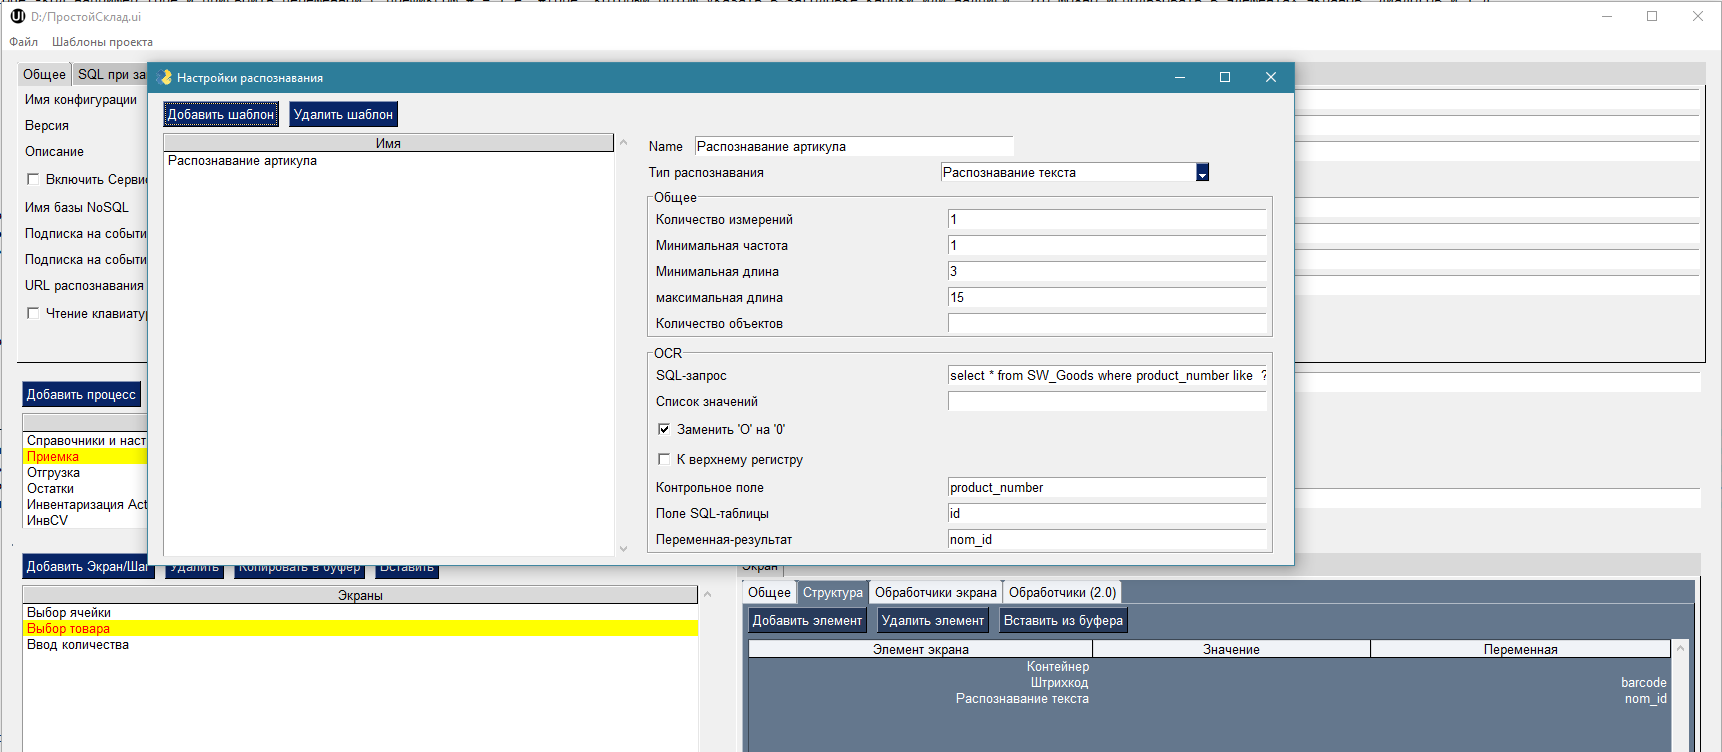 D:/ПростойСклад.ui
Файл Шаблоны проекта
Общее SQL при за
Имя конфигурации
Версия
Описание
Включить Сервис
Имя базы NoSQL
Подписка на событи
Подписка на событи
URL распознавания
Чтение клавиатур
Настройки распознавания
Добавить шаблон Удалить шаблон
Имя
Распознавание артикула
Name Распознавание артикула
Тип распознавания Распознавание текста
Общее
Количество измерений 1
Минимальная частота 1
Минимальная длина 3
максимальная длина 15
Количество объектов
OCR
SQL-запрос select * from SW_Goods where product_number like ?
Список значений
Заменить 'O' на '0'
К верхнему регистру
Контрольное поле product_number
Поле SQL-таблицы id
Переменная-результат nom_id
Добавить процесс
Справочники и наст
Приемка
Отгрузка
Остатки
Инвентаризация Act
ИнвCV
Добавить Экран/Шаг Удалить Копировать в буфер Вставить
Экраны
Выбор ячейки
Выбор товара
Ввод количества
Экран
Общее Структура Обработчики экрана Обработчики (2.0)
Добавить элемент Удалить элемент Вставить из буфера
Элемент экрана Значение Переменная
Контейнер
Штрихкод barcode
Распознавание текста nom_id